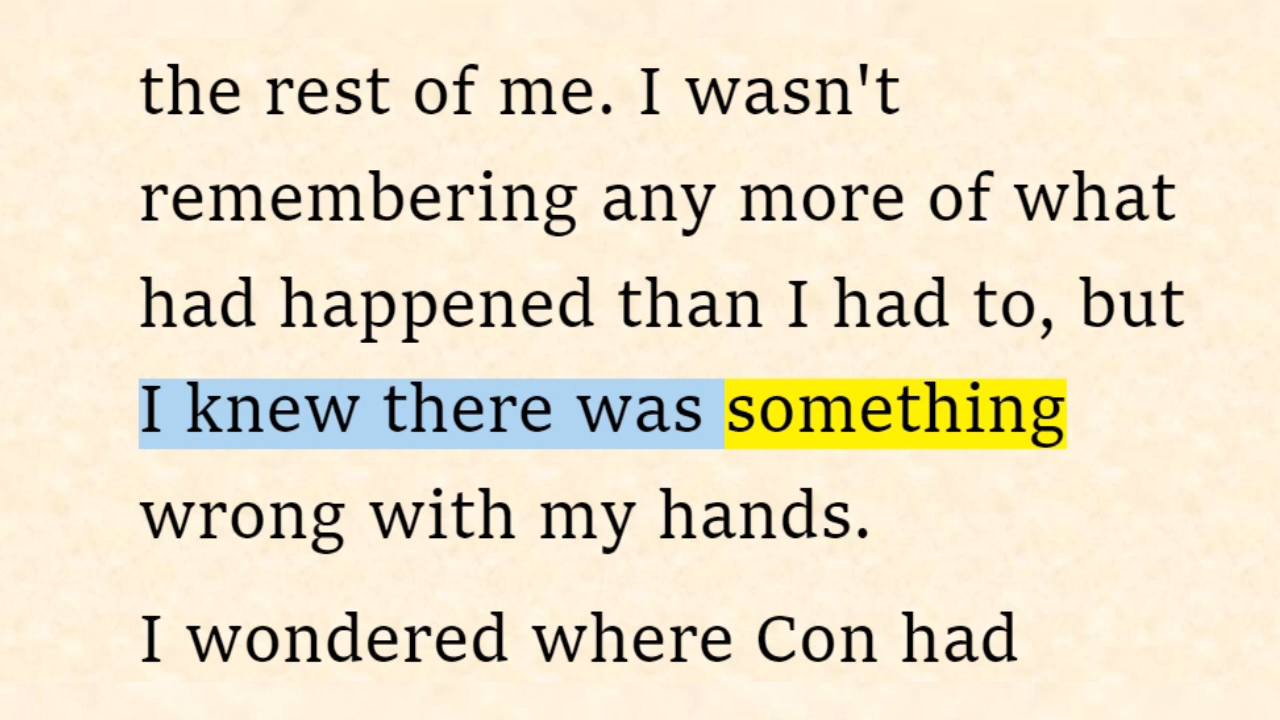 the rest of me. I wasn't
remembering any more of what
had happened than I had to, but
I knew there was something
wrong with my hands.
I wondered where Con had